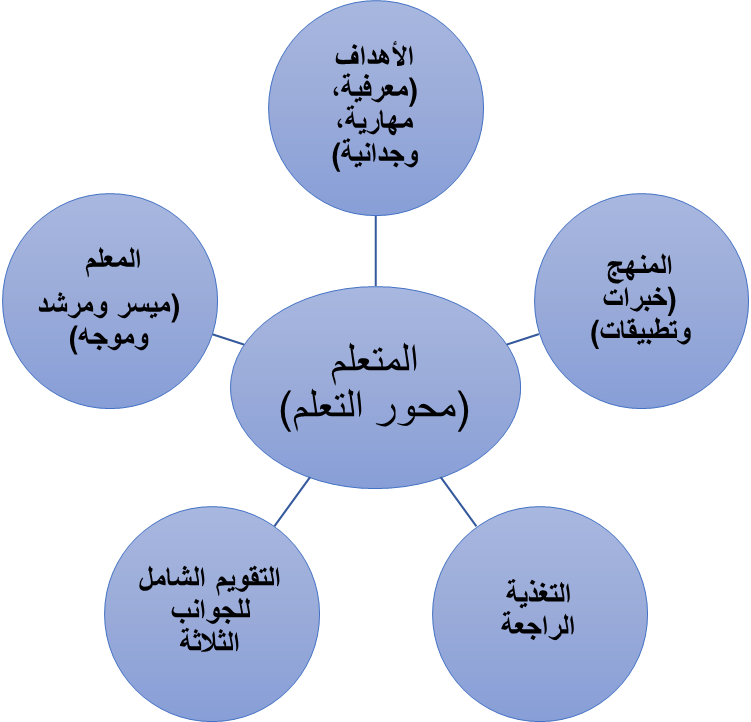 الأهداف
(معرفية،
مهارية،
وجدانية)
المنهج
(خبرات
وتطبيقات)
المعلم
(ميسر ومرشد
وموجه)
المتعلم
(محور التعلم)
التغذية
الراجعة
التقويم الشامل
للجوانب
الثلاثة